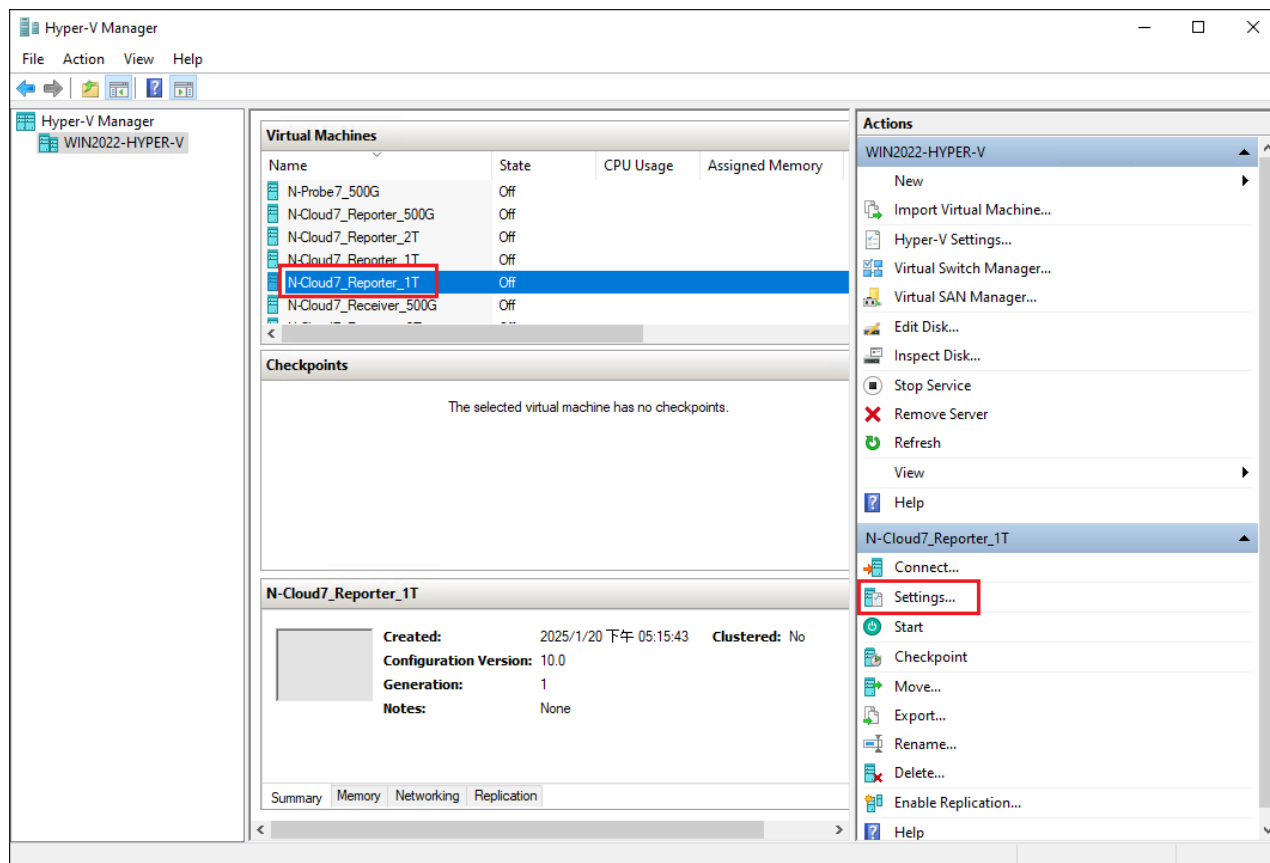 Hyper-V Manager
File Action View Help
Hyper-V Manager
WIN2022-HYPER-V
Virtual Machines
Name State CPU Usage Assigned Memory
N-Probe7_500G Off
N-Cloud7_Reporter_500G Off
N-Cloud7_Reporter_2T Off
N-Cloud7_Reporter_1T Off
N-Cloud7_Reporter_1T Off
N-Cloud7_Receiver_500G Off
Checkpoints
The selected virtual machine has no checkpoints.
N-Cloud7_Reporter_1T
Created: 2025/1/20 下午 05:15:43 Clustered: No
Configuration Version: 10.0
Generation: 1
Notes: None
Summary Memory Networking Replication
Actions
WIN2022-HYPER-V
New
Import Virtual Machine...
Hyper-V Settings...
Virtual Switch Manager...
Virtual SAN Manager...
Edit Disk...
Inspect Disk...
Stop Service
Remove Server
Refresh
View
Help
N-Cloud7_Reporter_1T
Connect...
Settings...
Start
Checkpoint
Move...
Export...
Rename...
Delete...
Enable Replication...
Help